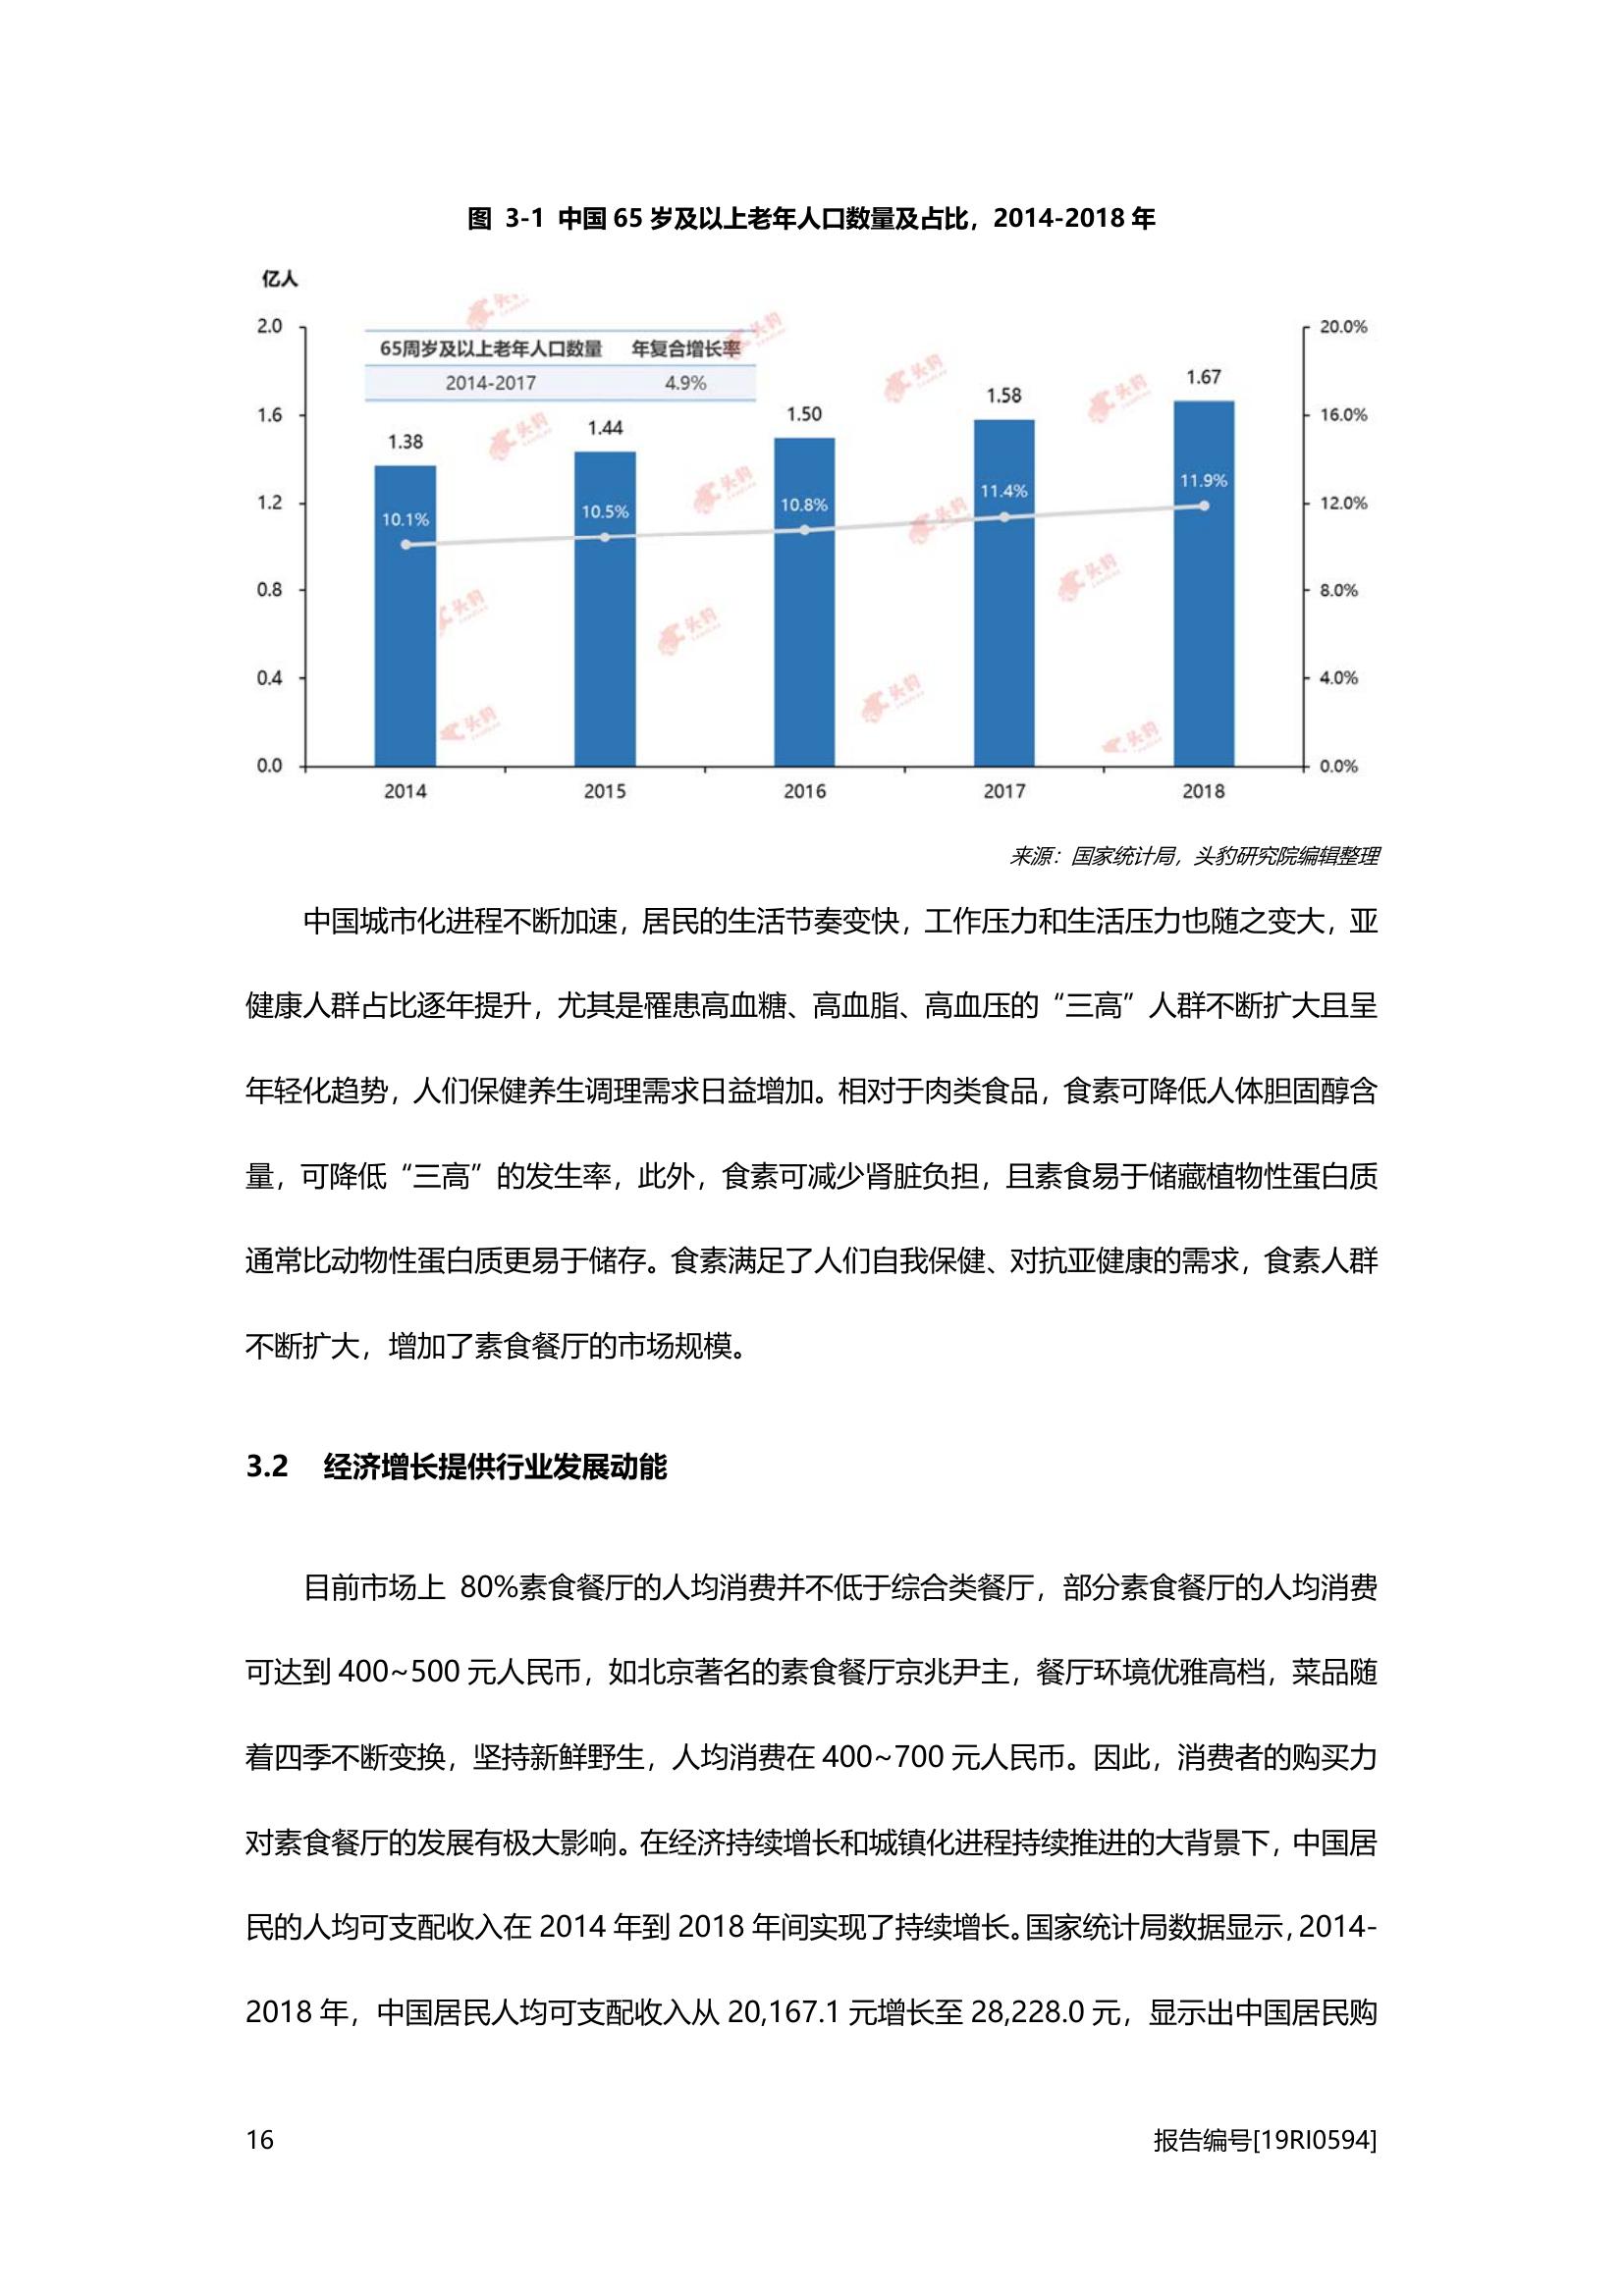 图 3-1 中国 65 岁及以上老年人口数量及占比，2014-2018 年
亿人
2.0
1.6
1.2
0.8
0.4
0.0
65周岁及以上老年人口数量 年复合增长率
2014-2017 4.9%
1.38
1.44
1.50
1.58
1.67
10.1%
10.5%
10.8%
11.4%
11.9%
20.0%
16.0%
12.0%
8.0%
4.0%
0.0%
2014 2015 2016 2017 2018
头豹
来源：国家统计局，头豹研究院编辑整理
中国城市化进程不断加速，居民的生活节奏变快，工作压力和生活压力也随之变大，亚
健康人群占比逐年提升，尤其是罹患高血糖、高血脂、高血压的“三高”人群不断扩大且呈
年轻化趋势，人们保健养生调理需求日益增加。相对于肉类食品，食素可降低人体胆固醇含
量，可降低“三高”的发生率，此外，食素可减少肾脏负担，且素食易于储藏植物性蛋白质
通常比动物性蛋白质更易于储存。食素满足了人们自我保健、对抗亚健康的需求，食素人群
不断扩大，增加了素食餐厅的市场规模。
3.2 经济增长提供行业发展动能
目前市场上 80%素食餐厅的人均消费并不低于综合类餐厅，部分素食餐厅的人均消费
可达到 400~500 元人民币，如北京著名的素食餐厅京兆尹主，餐厅环境优雅高档，菜品随
着四季不断变换，坚持新鲜野生，人均消费在 400~700 元人民币。因此，消费者的购买力
对素食餐厅的发展有极大影响。在经济持续增长和城镇化进程持续推进的大背景下，中国居
民的人均可支配收入在 2014 年到 2018 年间实现了持续增长。国家统计局数据显示，2014-
2018 年，中国居民人均可支配收入从 20,167.1 元增长至 28,228.0 元，显示出中国居民购
16 报告编号[19RI0594]